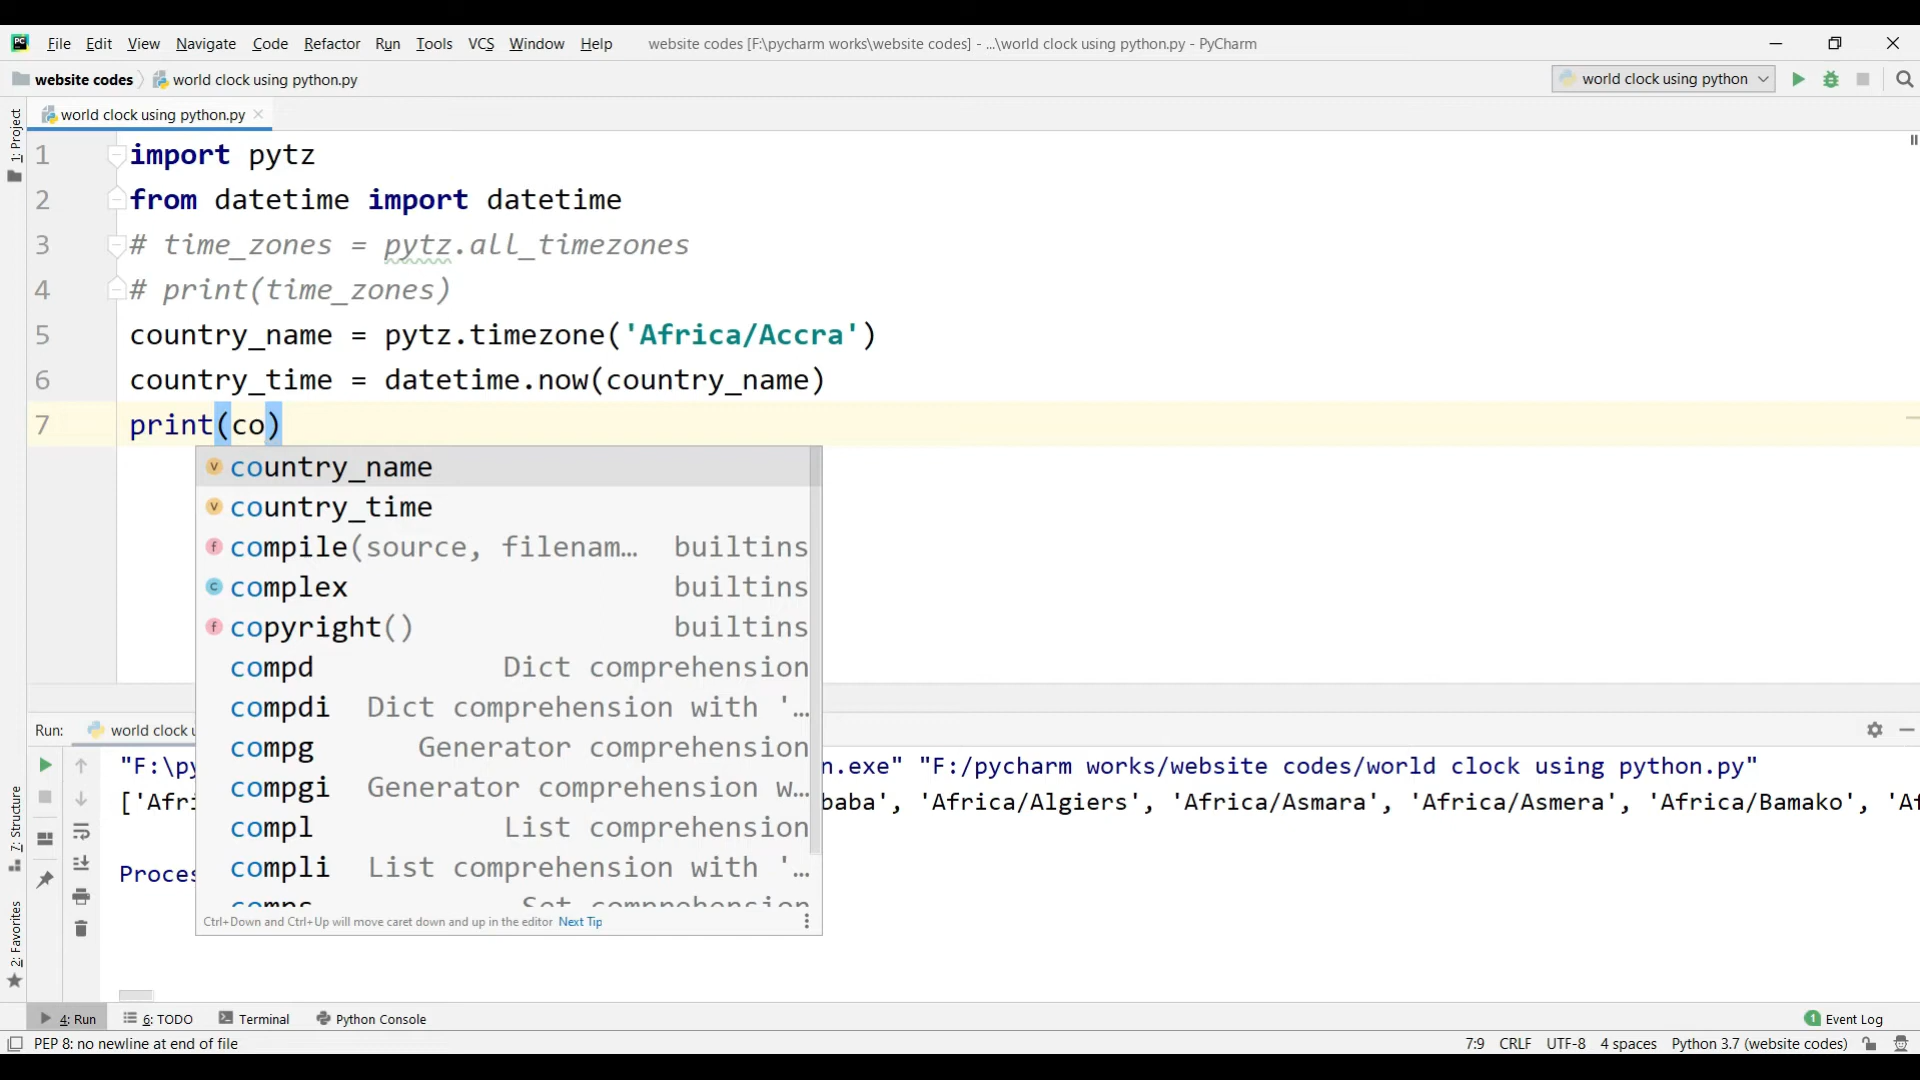 PC File Edit View Navigate Code Refactor Run Tools VCS Window Help website codes [F:\pycharm works\website codes] - ...\world clock using python.py - PyCharm
website codes world clock using python.py world clock using python
world clock using python.py
1: Project
1 import pytz
2 from datetime import datetime
3 # time_zones = pytz.all_timezones
4 # print(time_zones)
5 country_name = pytz.timezone('Africa/Accra')
6 country_time = datetime.now(country_name)
7 print(co)
v country_name
v country_time
f compile(source, filenam… builtins
c complex builtins
f copyright() builtins
compd Dict comprehension
compdi Dict comprehension with '…
compg Generator comprehension
compgi Generator comprehension w…
compl List comprehension
compli List comprehension with '…
comps Set comprehension
Ctrl+Down and Ctrl+Up will move caret down and up in the editor Next Tip
Run: world clock u
"F:\py n.exe" "F:/pycharm works/website codes/world clock using python.py"
['Afri baba', 'Africa/Algiers', 'Africa/Asmara', 'Africa/Asmera', 'Africa/Bamako', 'Af
Proces
7: Structure
2: Favorites
4: Run 6: TODO Terminal Python Console 1 Event Log
PEP 8: no newline at end of file 7:9 CRLF UTF-8 4 spaces Python 3.7 (website codes)